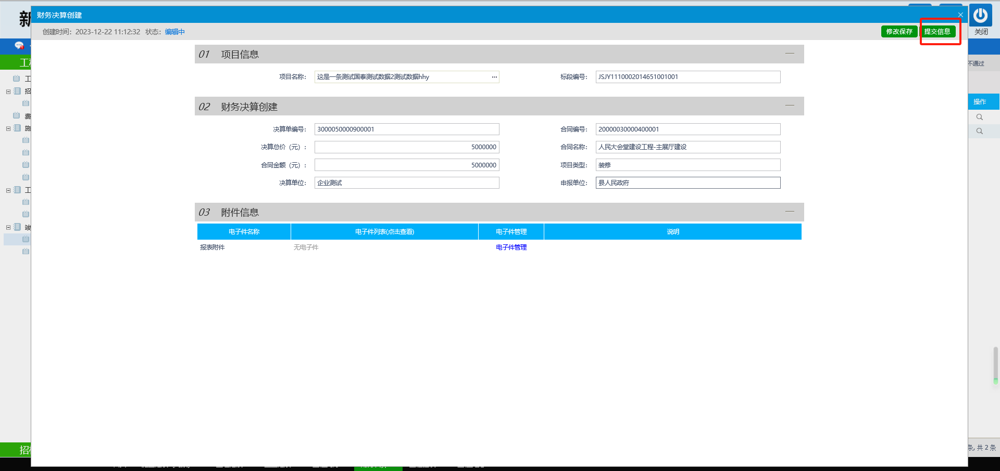 新
财务决算创建
关闭
创建时间：2023-12-22 11:12:32 状态：编辑中
修改保存
提交信息
不通过
工
01 项目信息
项目名称：
这是一条测试国泰测试数据2测试数据hhy
...
标段编号：
JSJY1110002014651001001
操作
02 财务决算创建
决算单编号：
3000050000900001
合同编号：
20000030000400001
决算总价（元）：
5000000
合同名称：
人民大会堂建设工程-主展厅建设
合同金额（元）：
5000000
项目类型：
装修
决算单位：
企业测试
申报单位：
县人民政府
03 附件信息
电子件名称
电子件列表(点击查看)
电子件管理
说明
报表附件
无电子件
电子件管理
工
招
费
施
工
竣
招
条, 共 2 条